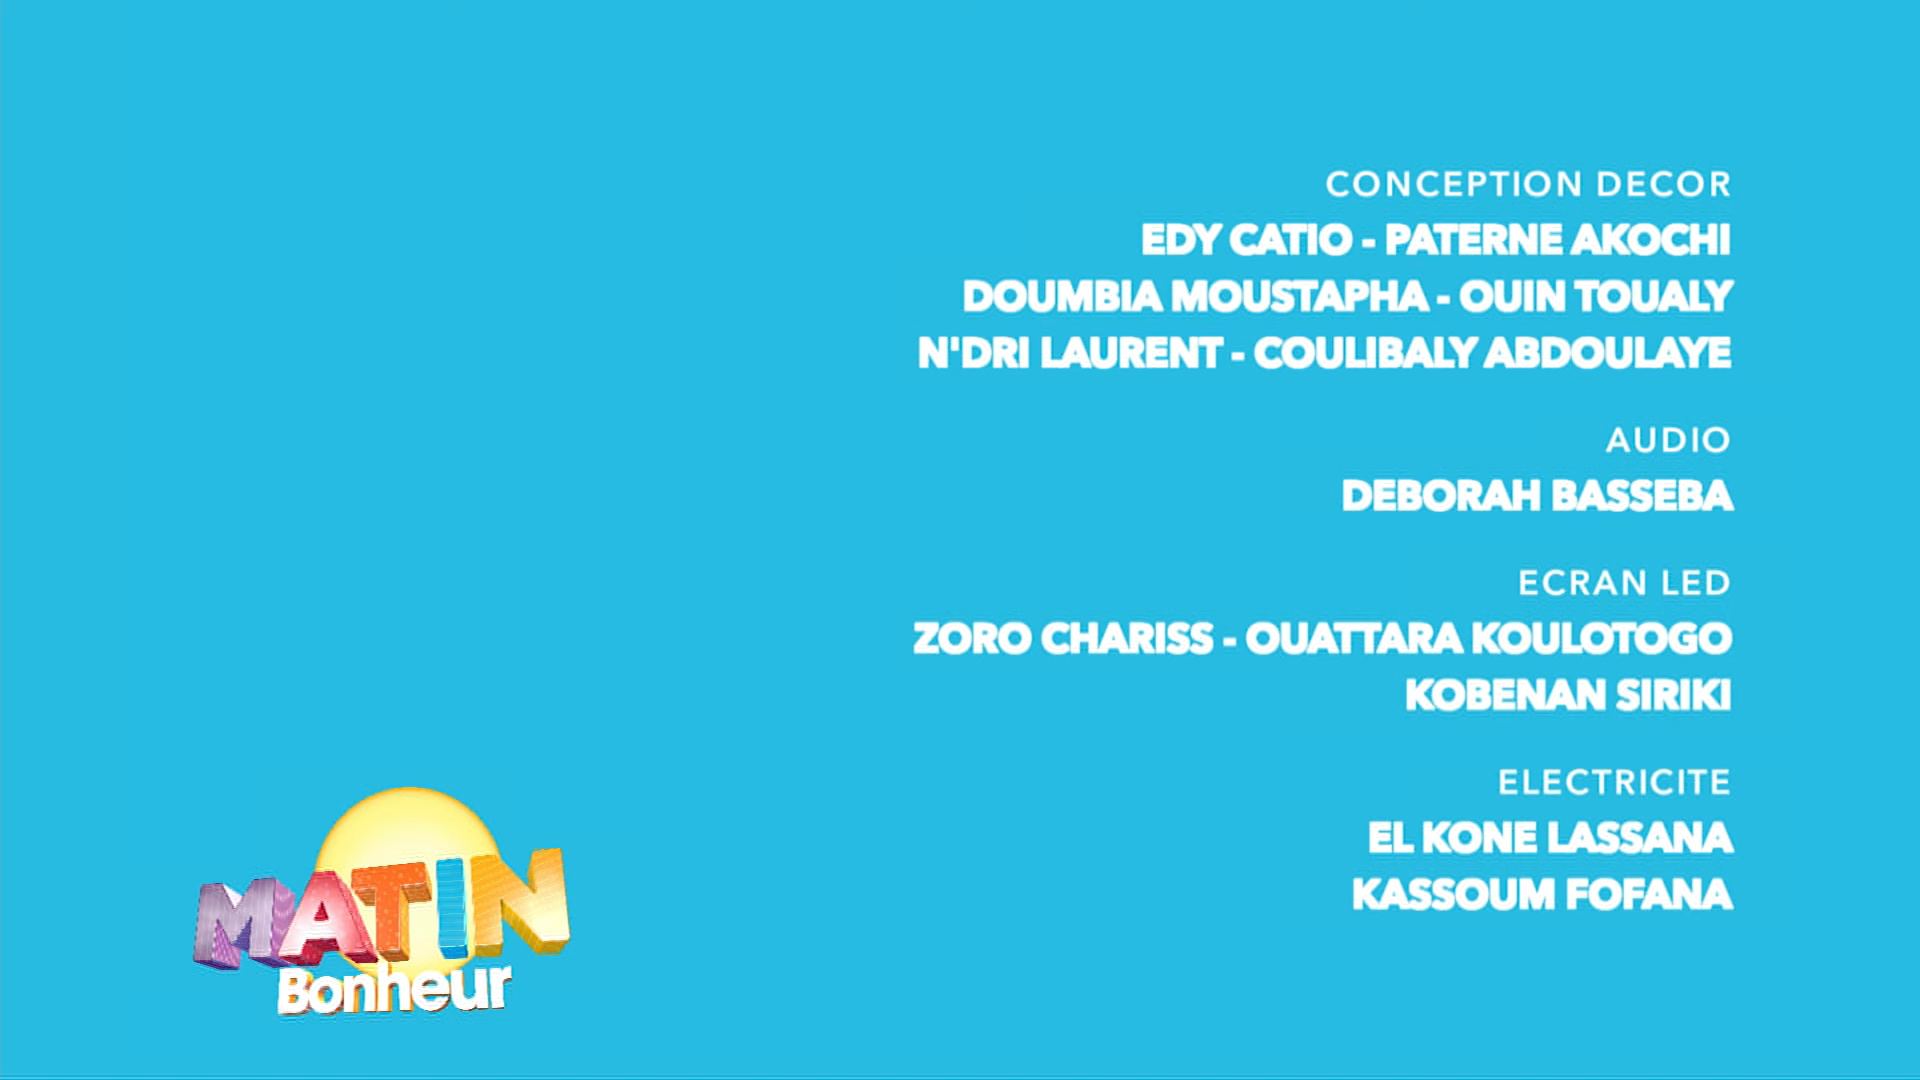 CONCEPTION DECOR
EDY CATIO - PATERNE AKOCHI
DOUMBIA MOUSTAPHA - OUIN TOUALY
N'DRI LAURENT - COULIBALY ABDOULAYE
AUDIO
DEBORAH BASSEBA
ECRAN LED
ZORO CHARISS - OUATTARA KOULOTOGO
KOBENAN SIRIKI
ELECTRICITE
EL KONE LASSANA
KASSOUM FOFANA
MATIN
Bonheur